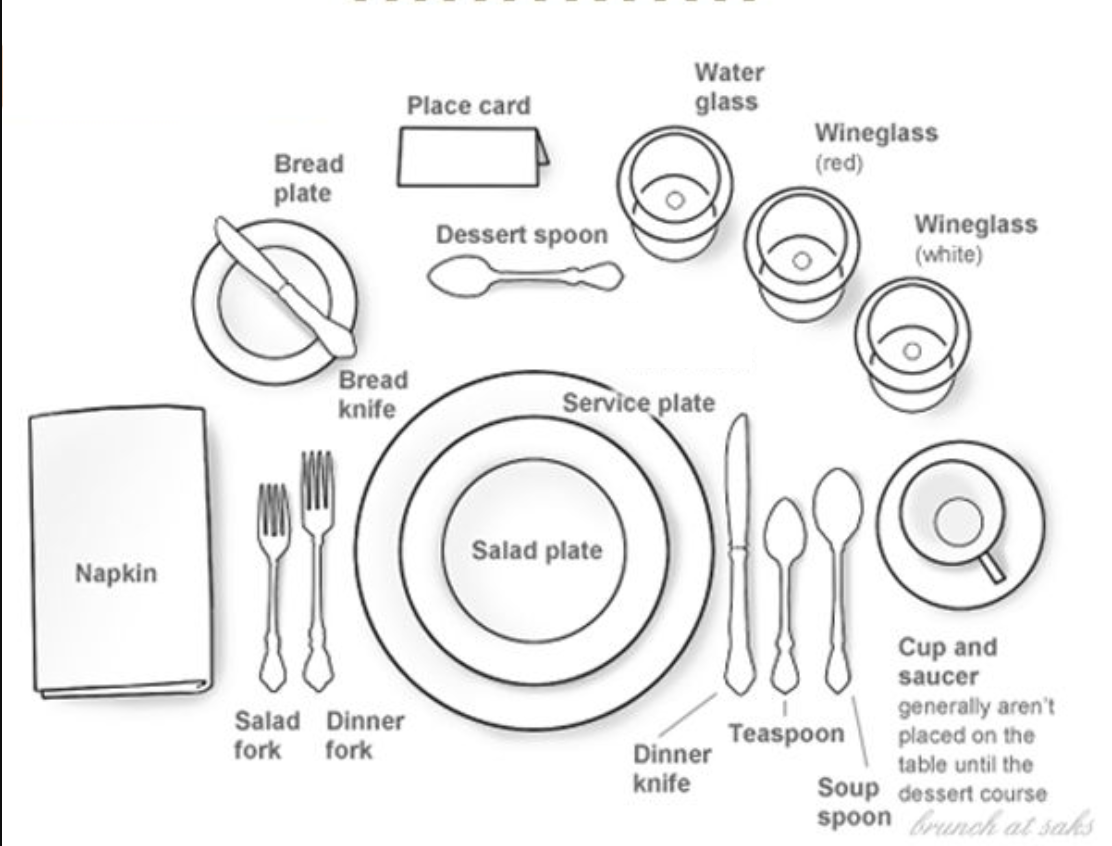 Water
glass
Place card
Wineglass
(red)
Bread
plate
Wineglass
(white)
Dessert spoon
Bread
knife
Service plate
Salad plate
Napkin
Salad
fork
Dinner
fork
Dinner
knife
Teaspoon
Soup
spoon
Cup and
saucer
generally aren't
placed on the
table until the
dessert course
brunch at saks